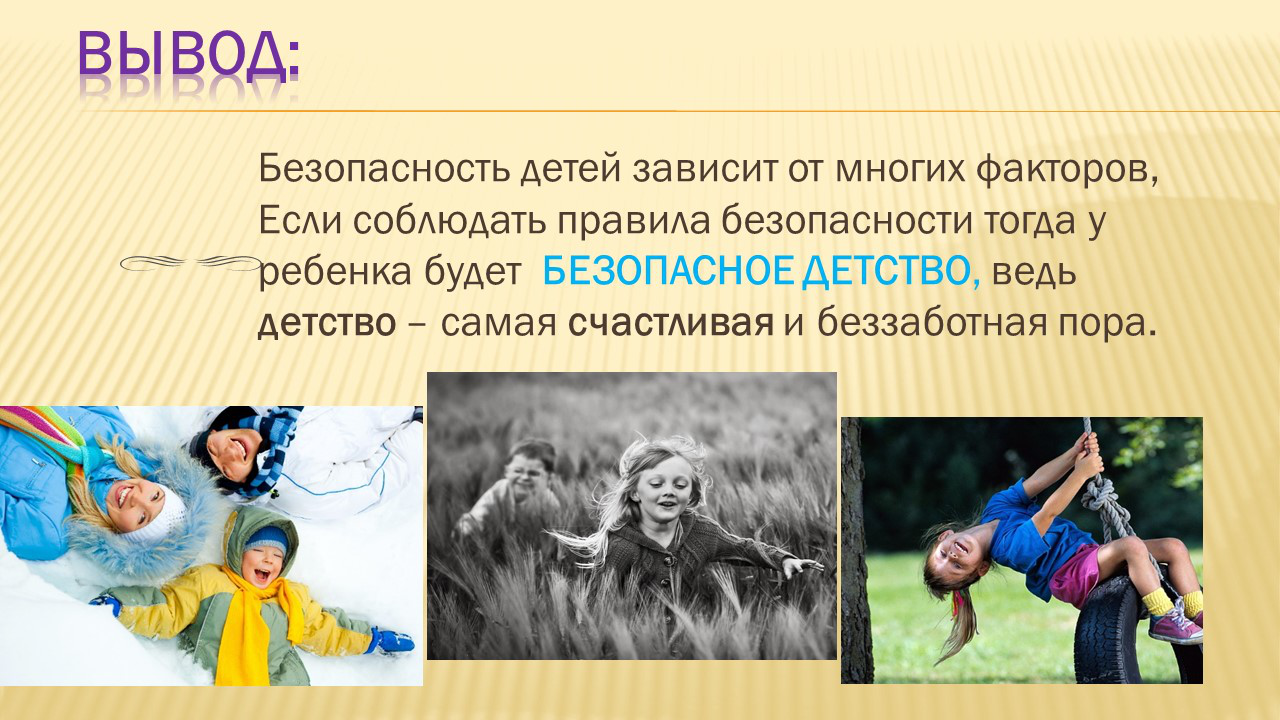 ВЫВОД:
Безопасность детей зависит от многих факторов,
Если соблюдать правила безопасности тогда у
ребенка будет БЕЗОПАСНОЕ ДЕТСТВО, ведь
детство – самая счастливая и беззаботная пора.